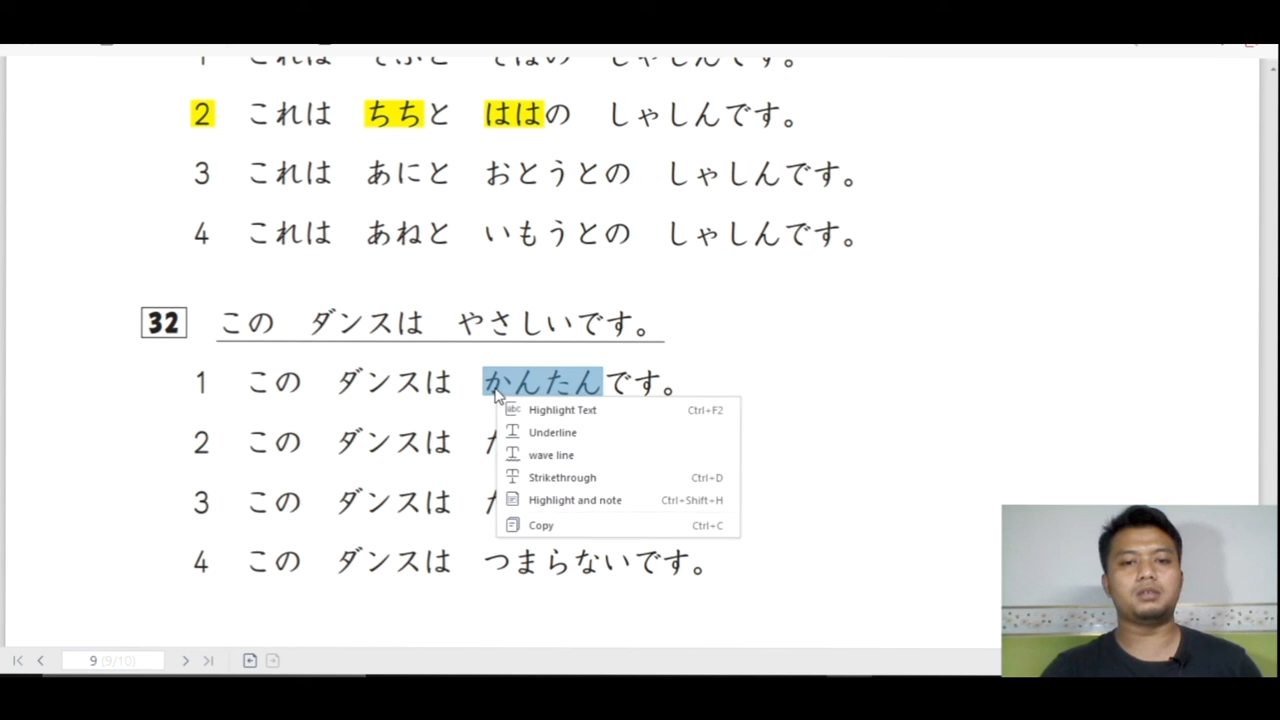 2 これは ちちと ははの しゃしんです。
3 これは あにと おとうとの しゃしんです。
4 これは あねと いもうとの しゃしんです。
32 この ダンスは やさしいです。
1 この ダンスは かんたんです。
Highlight Text Ctrl+F2
Underline
2 この ダンスは
wave line
Strikethrough Ctrl+D
3 この ダンスは
Highlight and note Ctrl+Shift+H
Copy Ctrl+C
4 この ダンスは つまらないです。
9 (9/10)